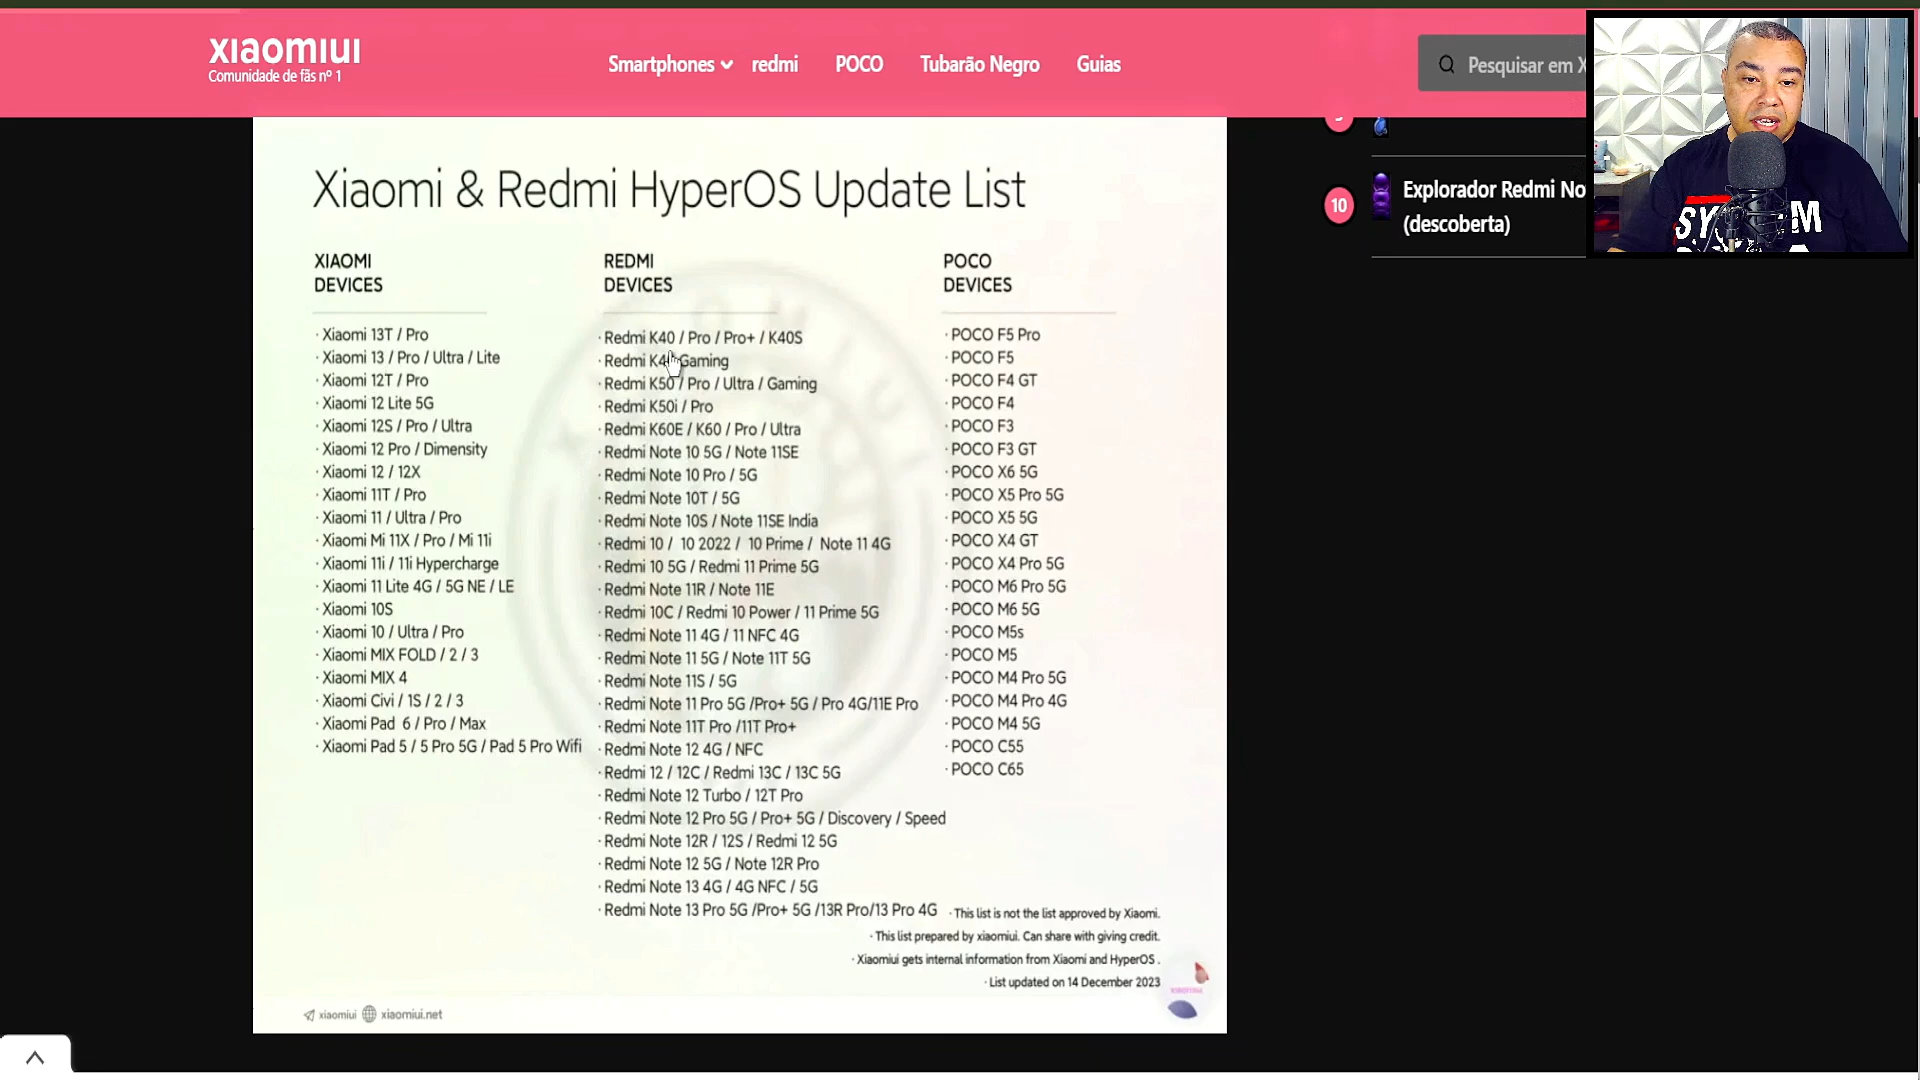 xiaomiui
Comunidade de fãs nº 1
Smartphones
redmi
POCO
Tubarão Negro
Guias
Pesquisar em X
10
Explorador Redmi No
(descoberta)
SY M
Xiaomi & Redmi HyperOS Update List
XIAOMI
DEVICES
· Xiaomi 13T / Pro
· Xiaomi 13 / Pro / Ultra / Lite
· Xiaomi 12T / Pro
· Xiaomi 12 Lite 5G
· Xiaomi 12S / Pro / Ultra
· Xiaomi 12 Pro / Dimensity
· Xiaomi 12 / 12X
· Xiaomi 11T / Pro
· Xiaomi 11 / Ultra / Pro
· Xiaomi Mi 11X / Pro / Mi 11i
· Xiaomi 11i / 11i Hypercharge
· Xiaomi 11 Lite 4G / 5G NE / LE
· Xiaomi 10S
· Xiaomi 10 / Ultra / Pro
· Xiaomi MIX FOLD / 2 / 3
· Xiaomi MIX 4
· Xiaomi Civi / 1S / 2 / 3
· Xiaomi Pad 6 / Pro / Max
· Xiaomi Pad 5 / 5 Pro 5G / Pad 5 Pro Wifi
REDMI
DEVICES
· Redmi K40 / Pro / Pro+ / K40S
· Redmi K40 Gaming
· Redmi K50 / Pro / Ultra / Gaming
· Redmi K50i / Pro
· Redmi K60E / K60 / Pro / Ultra
· Redmi Note 10 5G / Note 11SE
· Redmi Note 10 Pro / 5G
· Redmi Note 10T / 5G
· Redmi Note 10S / Note 11SE India
· Redmi 10 / 10 2022 / 10 Prime / Note 11 4G
· Redmi 10 5G / Redmi 11 Prime 5G
· Redmi Note 11R / Note 11E
· Redmi 10C / Redmi 10 Power / 11 Prime 5G
· Redmi Note 11 4G / 11 NFC 4G
· Redmi Note 11 5G / Note 11T 5G
· Redmi Note 11S / 5G
· Redmi Note 11 Pro 5G /Pro+ 5G / Pro 4G/11E Pro
· Redmi Note 11T Pro /11T Pro+
· Redmi Note 12 4G / NFC
· Redmi 12 / 12C / Redmi 13C / 13C 5G
· Redmi Note 12 Turbo / 12T Pro
· Redmi Note 12 Pro 5G / Pro+ 5G / Discovery / Speed
· Redmi Note 12R / 12S / Redmi 12 5G
· Redmi Note 12 5G / Note 12R Pro
· Redmi Note 13 4G / 4G NFC / 5G
· Redmi Note 13 Pro 5G /Pro+ 5G /13R Pro/13 Pro 4G
POCO
DEVICES
· POCO F5 Pro
· POCO F5
· POCO F4 GT
· POCO F4
· POCO F3
· POCO F3 GT
· POCO X6 5G
· POCO X5 Pro 5G
· POCO X5 5G
· POCO X4 GT
· POCO X4 Pro 5G
· POCO M6 Pro 5G
· POCO M6 5G
· POCO M5s
· POCO M5
· POCO M4 Pro 5G
· POCO M4 Pro 4G
· POCO M4 5G
· POCO C55
· POCO C65
· This list is not the list approved by Xiaomi.
· This list prepared by xiaomiui. Can share with giving credit.
· Xiaomiui gets internal information from Xiaomi and HyperOS .
· List updated on 14 December 2023
xiaomiui xiaomiui.net